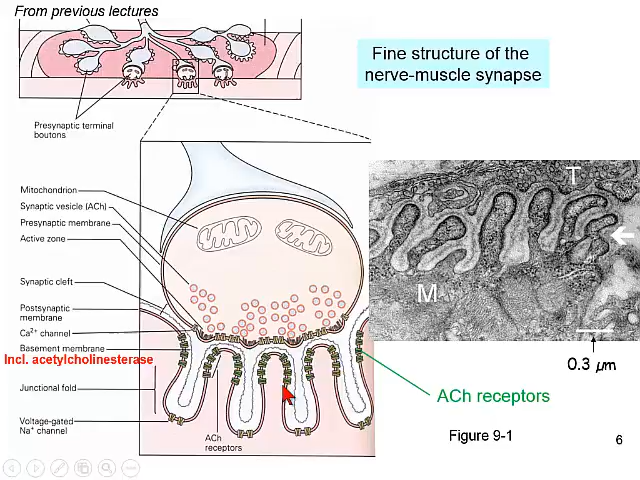 From previous lectures
Fine structure of the
nerve-muscle synapse
Presynaptic terminal
boutons
Mitochondrion
Synaptic vesicle (ACh)
Presynaptic membrane
Active zone
Synaptic cleft
Postsynaptic
membrane
Ca²⁺ channel
Basement membrane
Incl. acetylcholinesterase
Junctional fold
Voltage-gated
Na⁺ channel
ACh
receptors
T
M
0.3 µm
ACh receptors
Figure 9-1
6